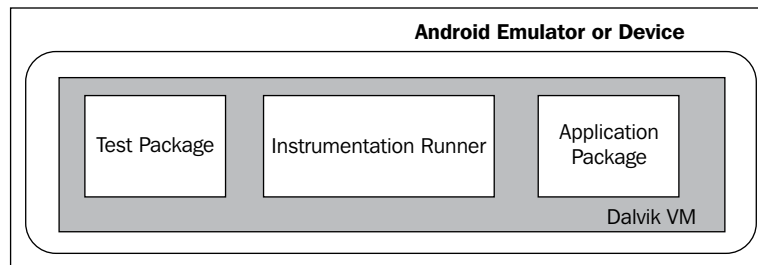 Android Emulator or Device
Test Package
Instrumentation Runner
Application
Package
Dalvik VM